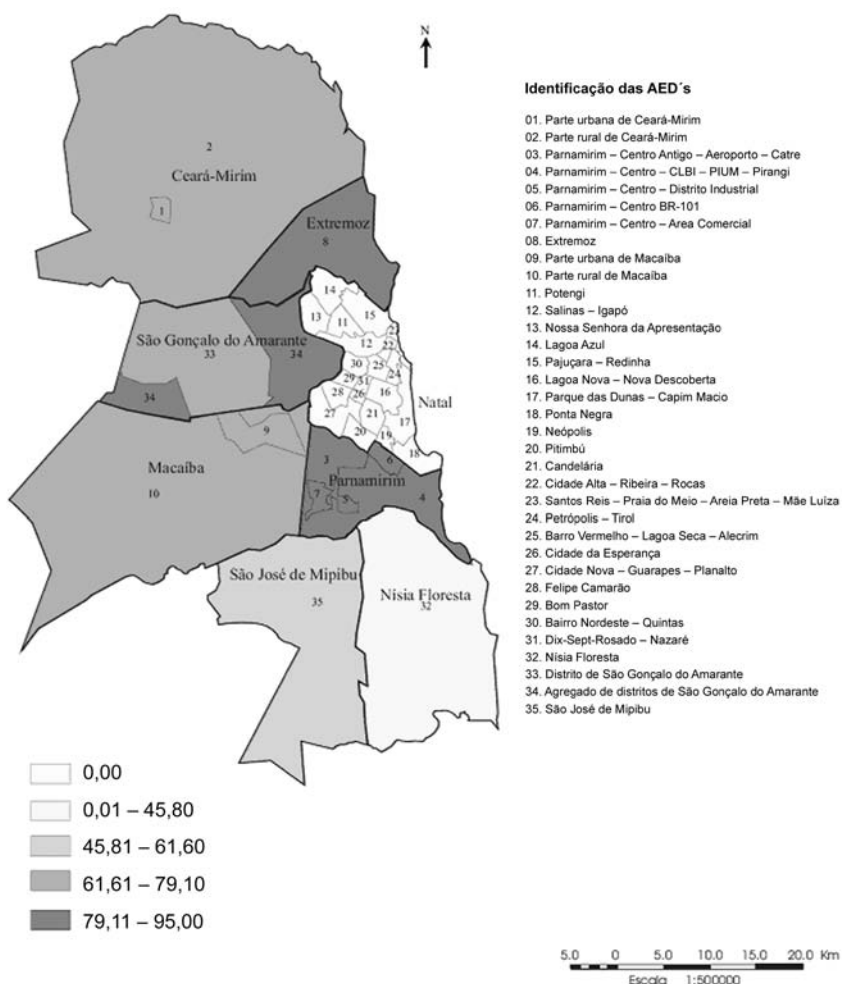 N
2
Ceará-Mirim
1
Extremoz
8
14
13
11
15
São Gonçalo do Amarante
33
34
12
23
22
30
25
29
31
24
28
26
16
Natal
34
27
21
17
9
20
19
18
Macaíba
10
3
6
Parnamirim
7
5
4
São José de Mipibu
35
Nísia Floresta
32
Identificação das AED´s
01. Parte urbana de Ceará-Mirim
02. Parte rural de Ceará-Mirim
03. Parnamirim – Centro Antigo – Aeroporto – Catre
04. Parnamirim – Centro – CLBI – PIUM – Pirangi
05. Parnamirim – Centro – Distrito Industrial
06. Parnamirim – Centro BR-101
07. Parnamirim – Centro – Area Comercial
08. Extremoz
09. Parte urbana de Macaíba
10. Parte rural de Macaíba
11. Potengi
12. Salinas – Igapó
13. Nossa Senhora da Apresentação
14. Lagoa Azul
15. Pajuçara – Redinha
16. Lagoa Nova – Nova Descoberta
17. Parque das Dunas – Capim Macio
18. Ponta Negra
19. Neópolis
20. Pitimbú
21. Candelária
22. Cidade Alta – Ribeira – Rocas
23. Santos Reis – Praia do Meio – Areia Preta – Mãe Luíza
24. Petrópolis – Tirol
25. Barro Vermelho – Lagoa Seca – Alecrim
26. Cidade da Esperança
27. Cidade Nova – Guarapes – Planalto
28. Felipe Camarão
29. Bom Pastor
30. Bairro Nordeste – Quintas
31. Dix-Sept-Rosado – Nazaré
32. Nísia Floresta
33. Distrito de São Gonçalo do Amarante
34. Agregado de distritos de São Gonçalo do Amarante
35. São José de Mipibu
0,00
0,01 – 45,80
45,81 – 61,60
61,61 – 79,10
79,11 – 95,00
5.0 0 5.0 10.0 15.0 20.0 Km
Escala 1:500000